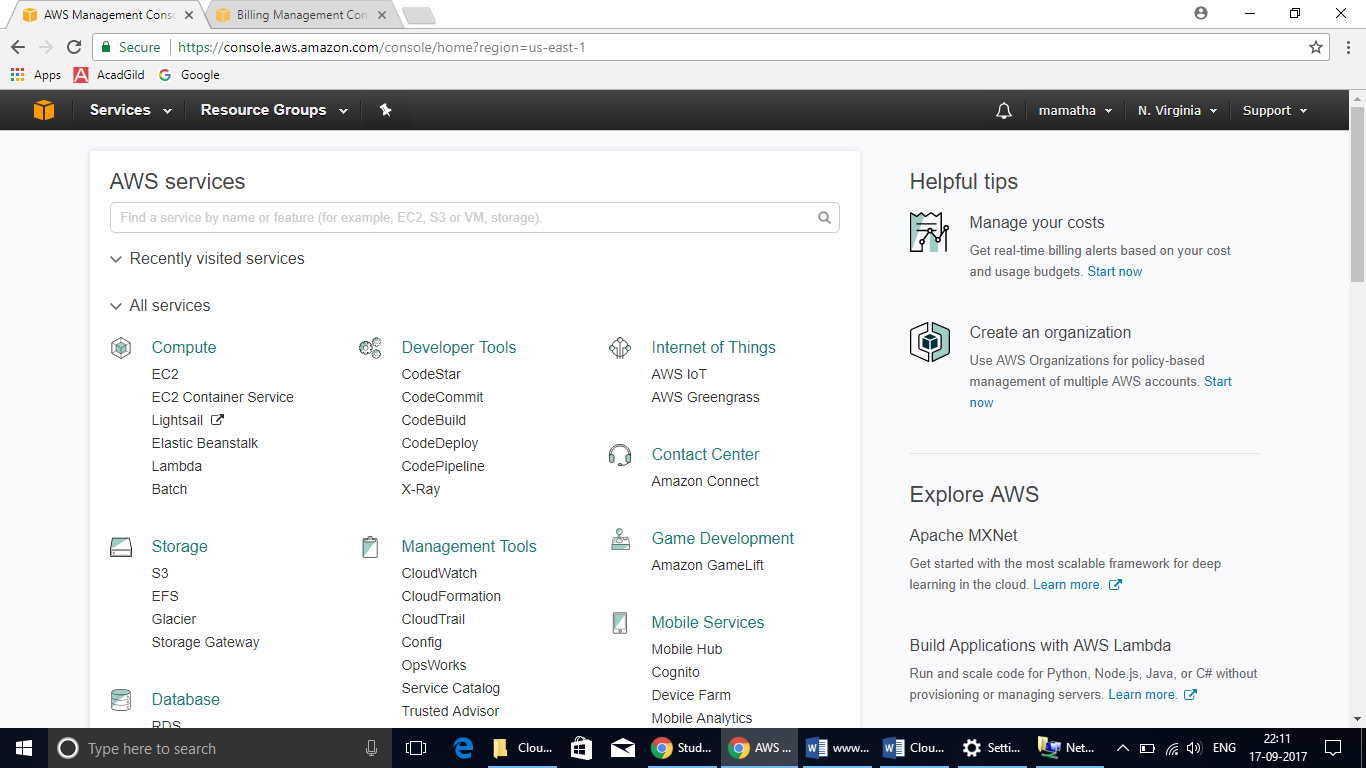 AWS Management Cons
Billing Management Con
Secure
https://console.aws.amazon.com/console/home?region=us-east-1
Apps
AcadGild
Google
Services
Resource Groups
mamatha
N. Virginia
Support
AWS services
Find a service by name or feature (for example, EC2, S3 or VM, storage).
Recently visited services
All services
Compute
EC2
EC2 Container Service
Lightsail
Elastic Beanstalk
Lambda
Batch
Storage
S3
EFS
Glacier
Storage Gateway
Database
RDS
Developer Tools
CodeStar
CodeCommit
CodeBuild
CodeDeploy
CodePipeline
X-Ray
Management Tools
CloudWatch
CloudFormation
CloudTrail
Config
OpsWorks
Service Catalog
Trusted Advisor
Internet of Things
AWS IoT
AWS Greengrass
Contact Center
Amazon Connect
Game Development
Amazon GameLift
Mobile Services
Mobile Hub
Cognito
Device Farm
Mobile Analytics
Helpful tips
Manage your costs
Get real-time billing alerts based on your cost
and usage budgets. Start now
Create an organization
Use AWS Organizations for policy-based
management of multiple AWS accounts. Start
now
Explore AWS
Apache MXNet
Get started with the most scalable framework for deep
learning in the cloud. Learn more.
Build Applications with AWS Lambda
Run and scale code for Python, Node.js, Java, or C# without
provisioning or managing servers. Learn more.
Type here to search
Clou...
Stud...
AWS ...
www...
Clou...
Setti...
Net...
ENG
22:11
17-09-2017